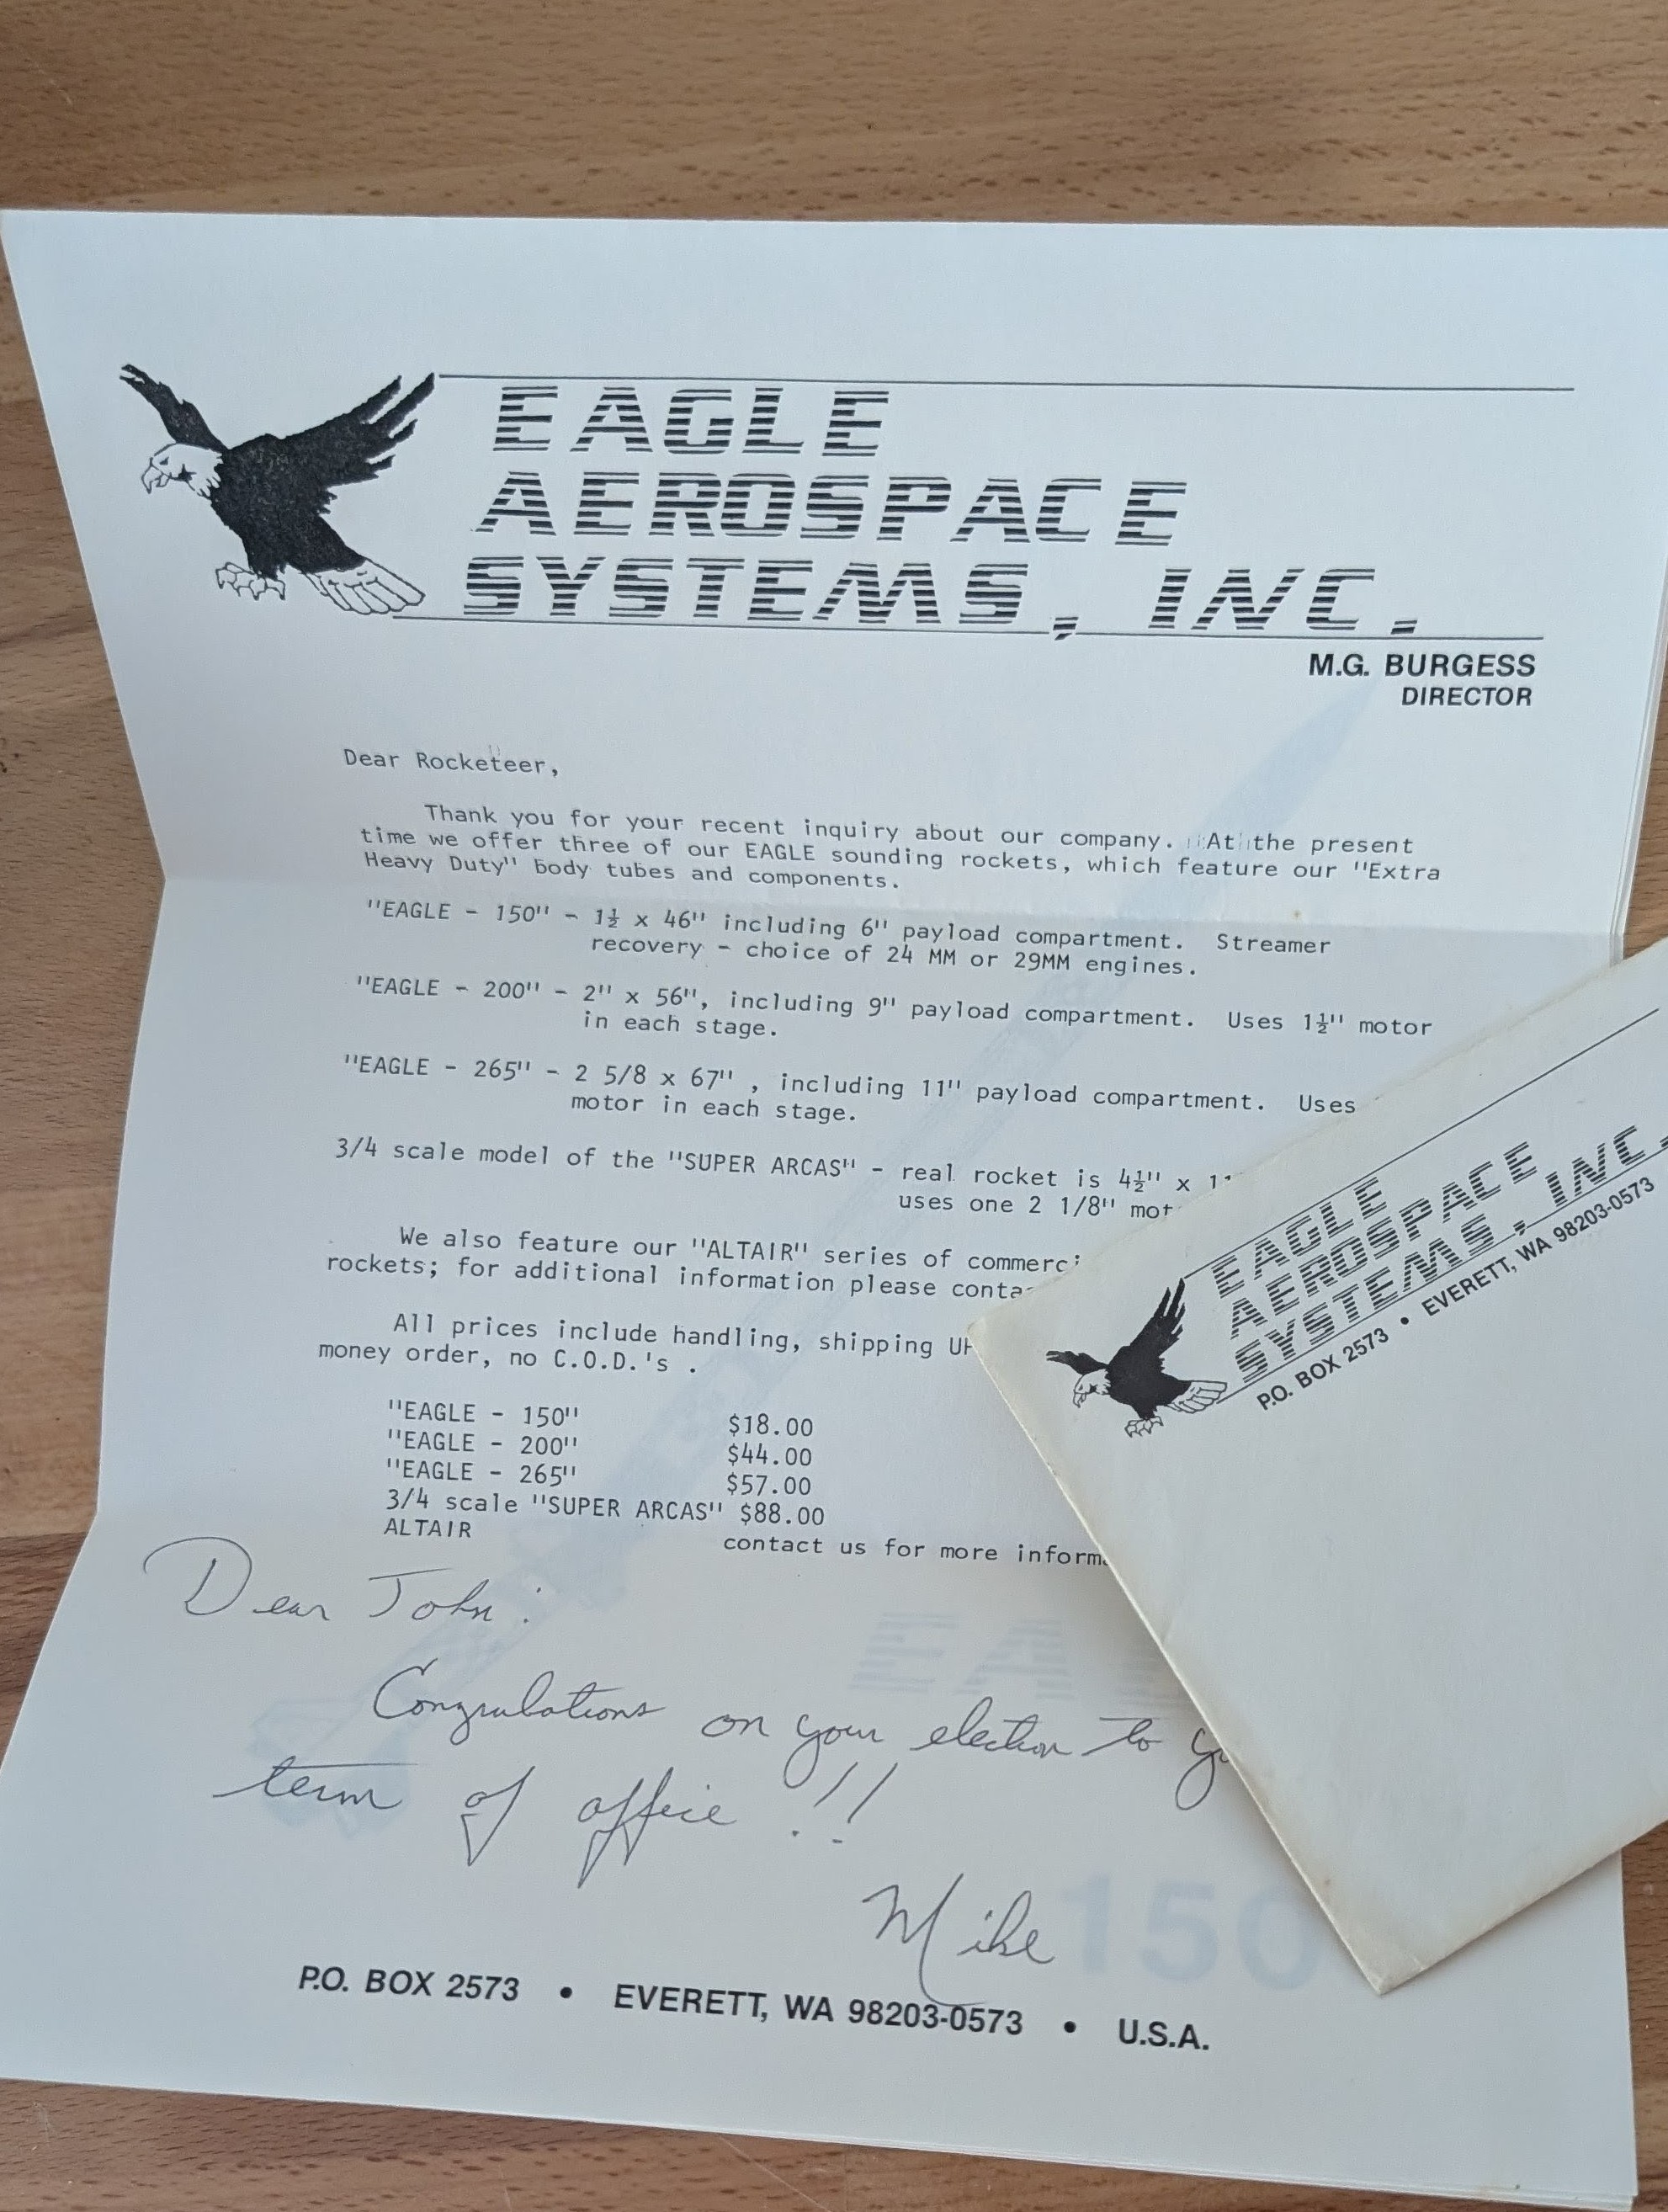 EAGLE
AEROSPACE
SYSTEMS, INC.
M.G. BURGESS
DIRECTOR
Dear Rocketeer,
Thank you for your recent inquiry about our company. At the present
time we offer three of our EAGLE sounding rockets, which feature our "Extra
Heavy Duty" body tubes and components.
"EAGLE - 150" - 1½ x 46" including 6" payload compartment. Streamer
recovery - choice of 24 MM or 29MM engines.
"EAGLE - 200" - 2" x 56", including 9" payload compartment. Uses 1½" motor
in each stage.
"EAGLE - 265" - 2 5/8 x 67" , including 11" payload compartment. Uses
motor in each stage.
3/4 scale model of the "SUPER ARCAS" - real rocket is 4½" x
uses one 2 1/8" mot
We also feature our "ALTAIR" series of commerci
rockets; for additional information please conta
All prices include handling, shipping
money order, no C.O.D.'s .
"EAGLE - 150" $18.00
"EAGLE - 200" $44.00
"EAGLE - 265" $57.00
3/4 scale "SUPER ARCAS" $88.00
ALTAIR contact us for more inform
Dear John:
Congrulations on your election to
term of office !!
Mike
150
P.O. BOX 2573 • EVERETT, WA 98203-0573 • U.S.A.
EAGLE
AEROSPACE
SYSTEMS, INC.
P.O. BOX 2573 • EVERETT, WA 98203-0573